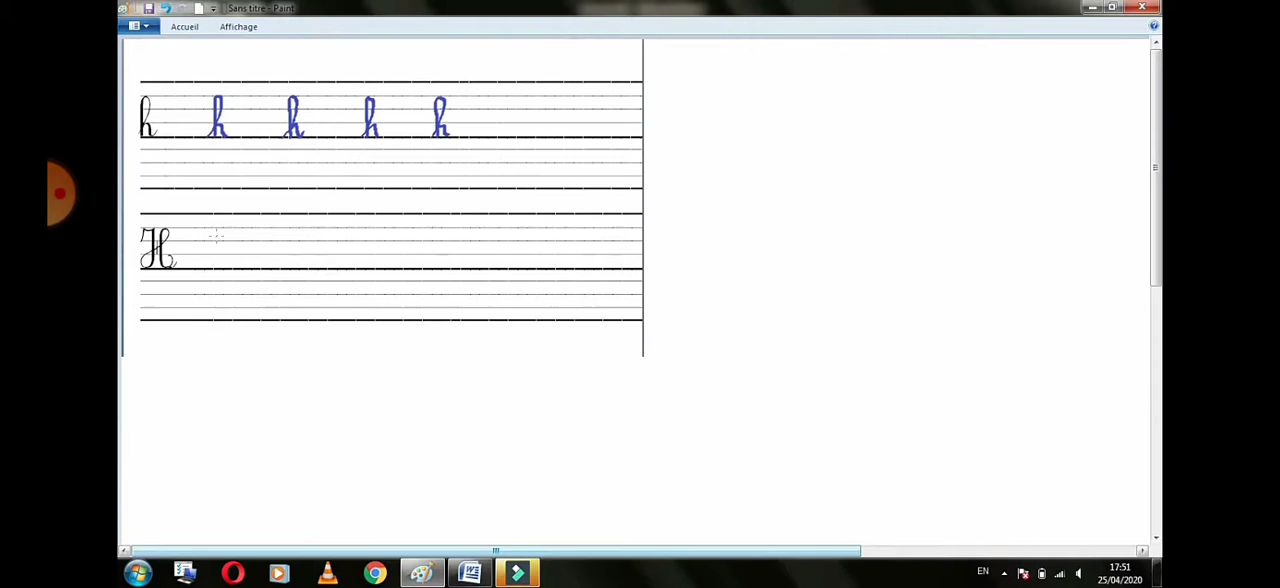 Sans titre - Paint
Accueil Affichage
h h h h h
H
EN 17:51
25/04/2020